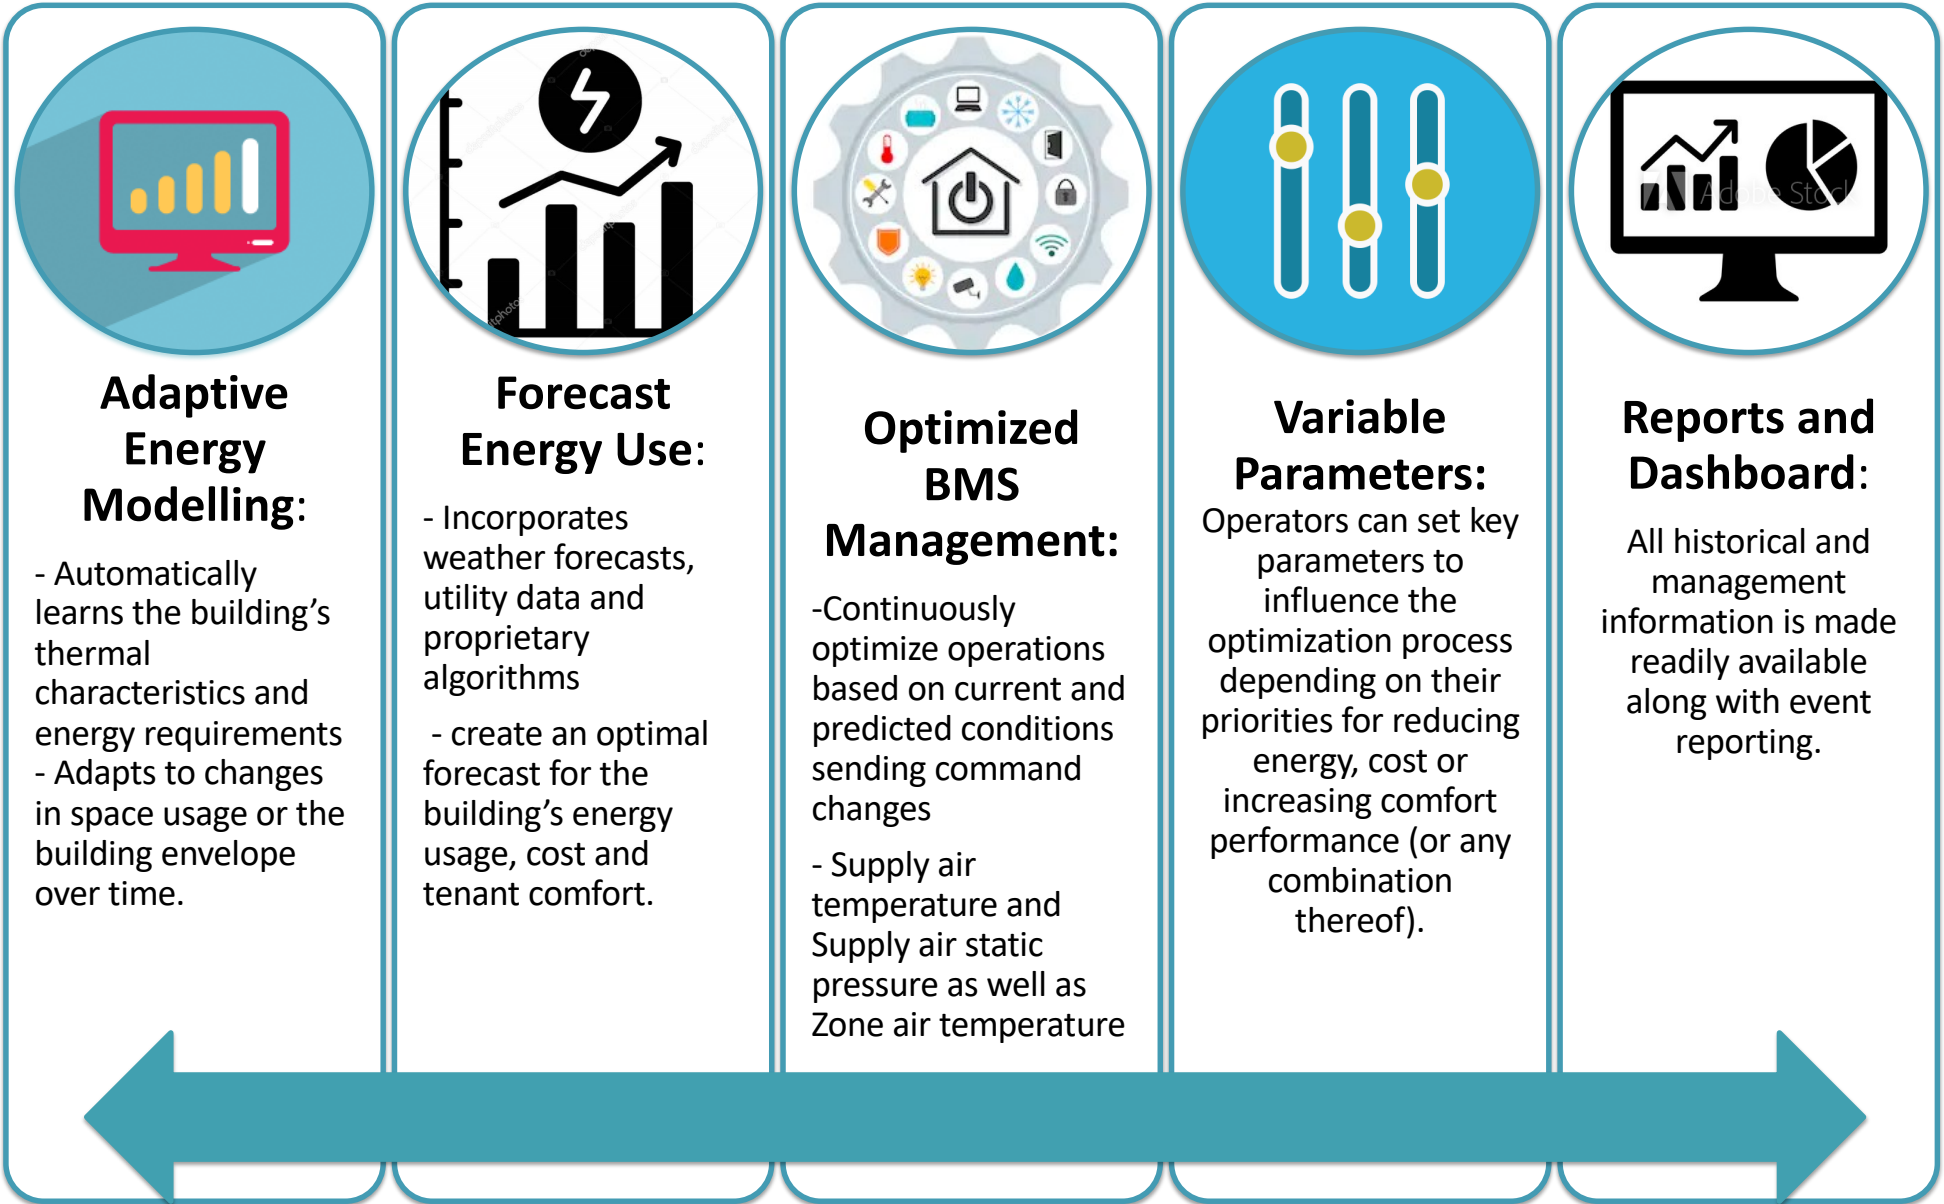 Adaptive
Energy
Modelling:
- Automatically
learns the building’s
thermal
characteristics and
energy requirements
- Adapts to changes
in space usage or the
building envelope
over time.
Forecast
Energy Use:
- Incorporates
weather forecasts,
utility data and
proprietary
algorithms
- create an optimal
forecast for the
building’s energy
usage, cost and
tenant comfort.
Optimized
BMS
Management:
-Continuously
optimize operations
based on current and
predicted conditions
sending command
changes
- Supply air
temperature and
Supply air static
pressure as well as
Zone air temperature
Variable
Parameters:
Operators can set key
parameters to
influence the
optimization process
depending on their
priorities for reducing
energy, cost or
increasing comfort
performance (or any
combination
thereof).
Adobe Stock
Reports and
Dashboard:
All historical and
management
information is made
readily available
along with event
reporting.